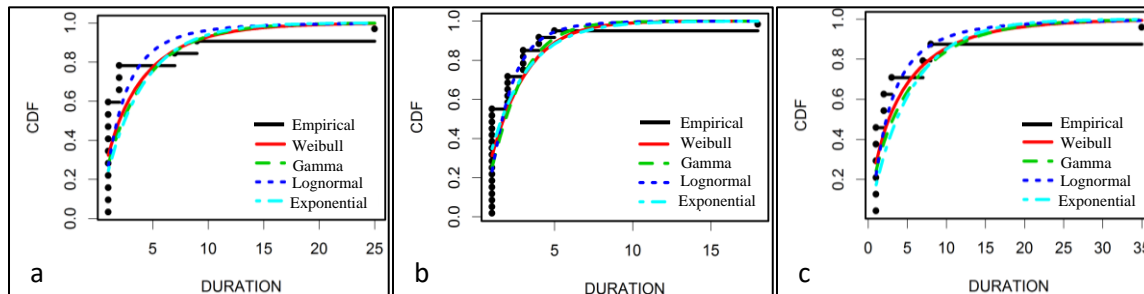 CDF
1.0
0.8
0.6
0.4
0.2
0.0
Empirical
Weibull
Gamma
Lognormal
Exponential
5 10 15 20 25
a
DURATION
CDF
1.0
0.8
0.6
0.4
0.2
0.0
Empirical
Weibull
Gamma
Lognormal
Exponential
5 10 15
b
DURATION
CDF
1.0
0.8
0.6
0.4
0.2
Empirical
Weibull
Gamma
Lognormal
Exponential
0 5 10 15 20 25 30 35
c
DURATION